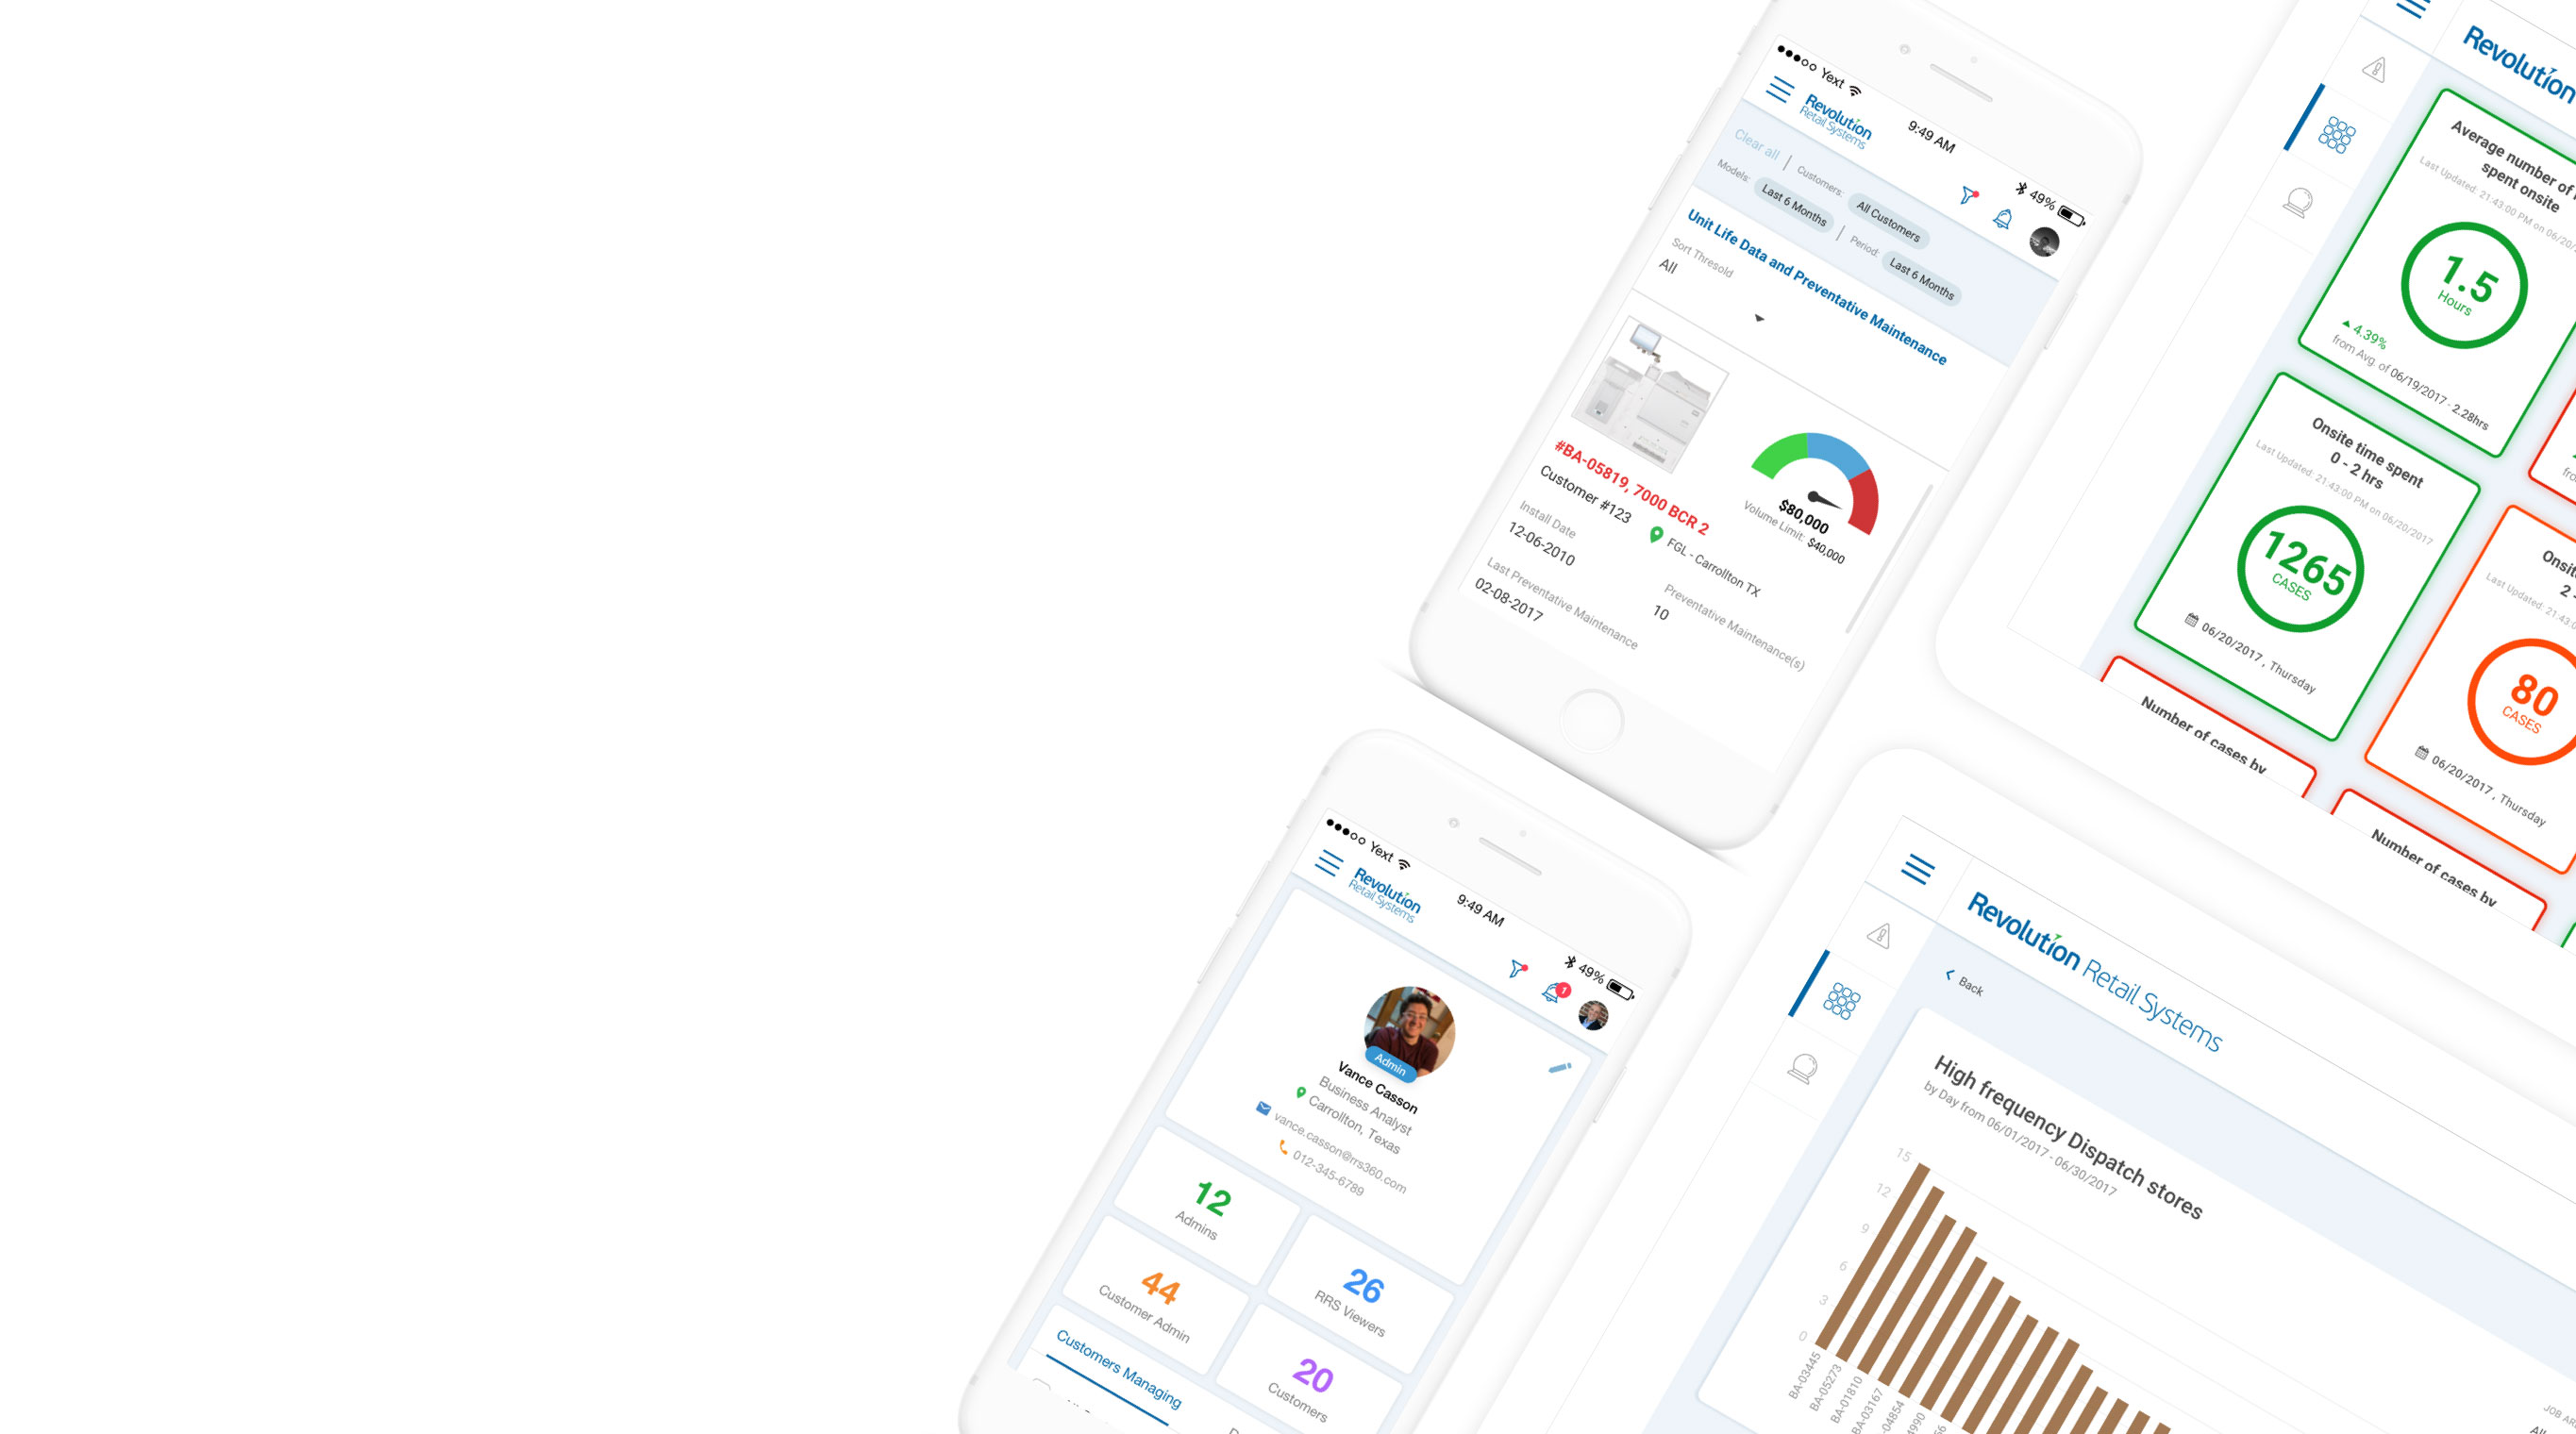 Yext
9:49 AM
49%
Revolution
Retail Systems
Clear all
Customers:
All Customers
Models:
Last 6 Months
Period:
Last 6 Months
Unit Life Data and Preventative Maintenance
Sort Thresold
All
#BA-05819, 7000 BCR 2
Customer #123
FGL - Carrollton TX
$80,000
Volume Limit: $40,000
Install Date
12-06-2010
Preventative Maintenance(s)
10
Last Preventative Maintenance
02-08-2017
Revolution
Average number of
spent onsite
Last Updated: 21:43:00 PM on 06/20/
1.5
Hours
4.39%
from Avg. of 06/19/2017 - 2.28hrs
Onsite time spent
0 - 2 hrs
Last Updated: 21:43:00 PM on 06/20/2017
1265
CASES
06/20/2017 , Thursday
2 -
Last Updated: 21:43:0
80
CASES
06/20/2017 , Thursday
Number of cases by
Number of cases by
Yext
9:49 AM
49%
Revolution
Retail Systems
1
Admin
Vance Casson
Business Analyst
Carrollton, Texas
vance.casson@rrs360.com
012-345-6789
12
Admins
26
RRS Viewers
44
Customer Admin
20
Customers
Customers Managing
Revolution Retail Systems
Back
High frequency Dispatch stores
by Day from 06/01/2017 - 06/30/2017
15
12
9
6
3
0
BA-03445
BA-05273
BA-01810
BA-03167
-04854
4990
56